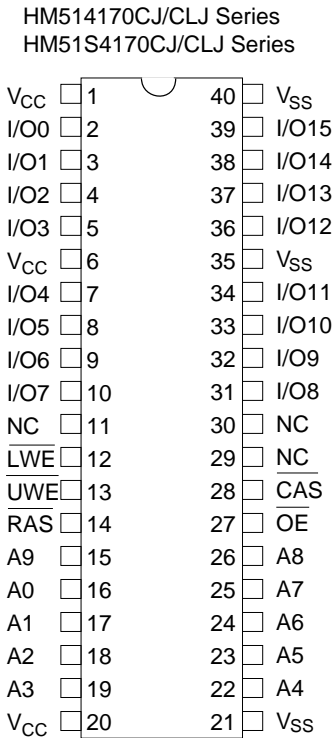 HM514170CJ/CLJ Series
HM51S4170CJ/CLJ Series
VCC 1 40 VSS
I/O0 2 39 I/O15
I/O1 3 38 I/O14
I/O2 4 37 I/O13
I/O3 5 36 I/O12
VCC 6 35 VSS
I/O4 7 34 I/O11
I/O5 8 33 I/O10
I/O6 9 32 I/O9
I/O7 10 31 I/O8
NC 11 30 NC
LWE 12 29 NC
UWE 13 28 CAS
RAS 14 27 OE
A9 15 26 A8
A0 16 25 A7
A1 17 24 A6
A2 18 23 A5
A3 19 22 A4
VCC 20 21 VSS